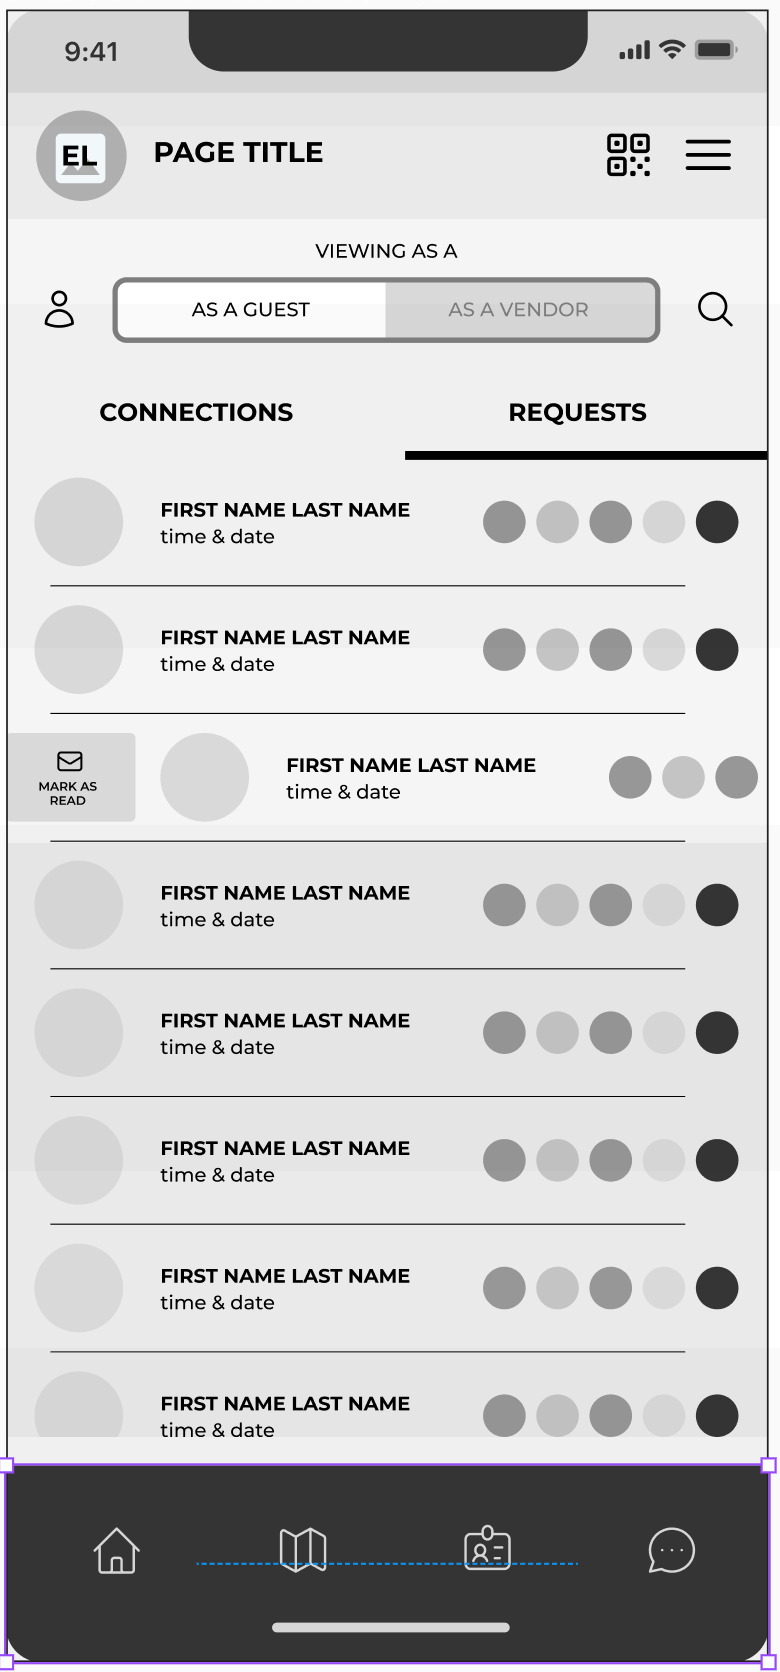 9:41
EL
PAGE TITLE
VIEWING AS A
AS A GUEST
AS A VENDOR
CONNECTIONS
REQUESTS
FIRST NAME LAST NAME
time & date
FIRST NAME LAST NAME
time & date
MARK AS
READ
FIRST NAME LAST NAME
time & date
FIRST NAME LAST NAME
time & date
FIRST NAME LAST NAME
time & date
FIRST NAME LAST NAME
time & date
FIRST NAME LAST NAME
time & date
FIRST NAME LAST NAME
time & date